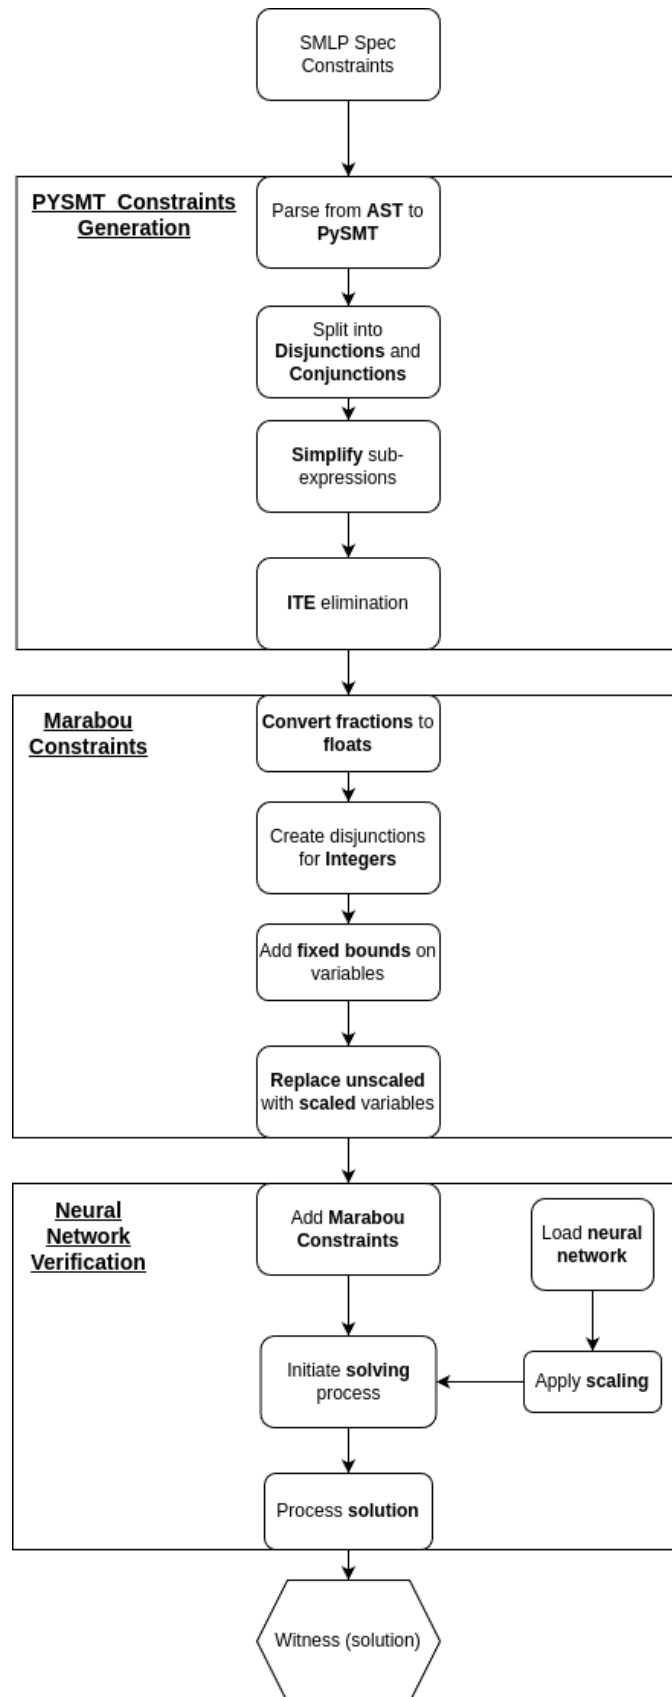 SMLP Spec
Constraints
PYSMT Constraints
Generation
Parse from AST to
PySMT
Split into
Disjunctions and
Conjunctions
Simplify sub-
expressions
ITE elimination
Marabou
Constraints
Convert fractions to
floats
Create disjunctions
for Integers
Add fixed bounds on
variables
Replace unscaled
with scaled variables
Neural
Network
Verification
Add Marabou
Constraints
Load neural
network
Initiate solving
process
Apply scaling
Process solution
Witness (solution)